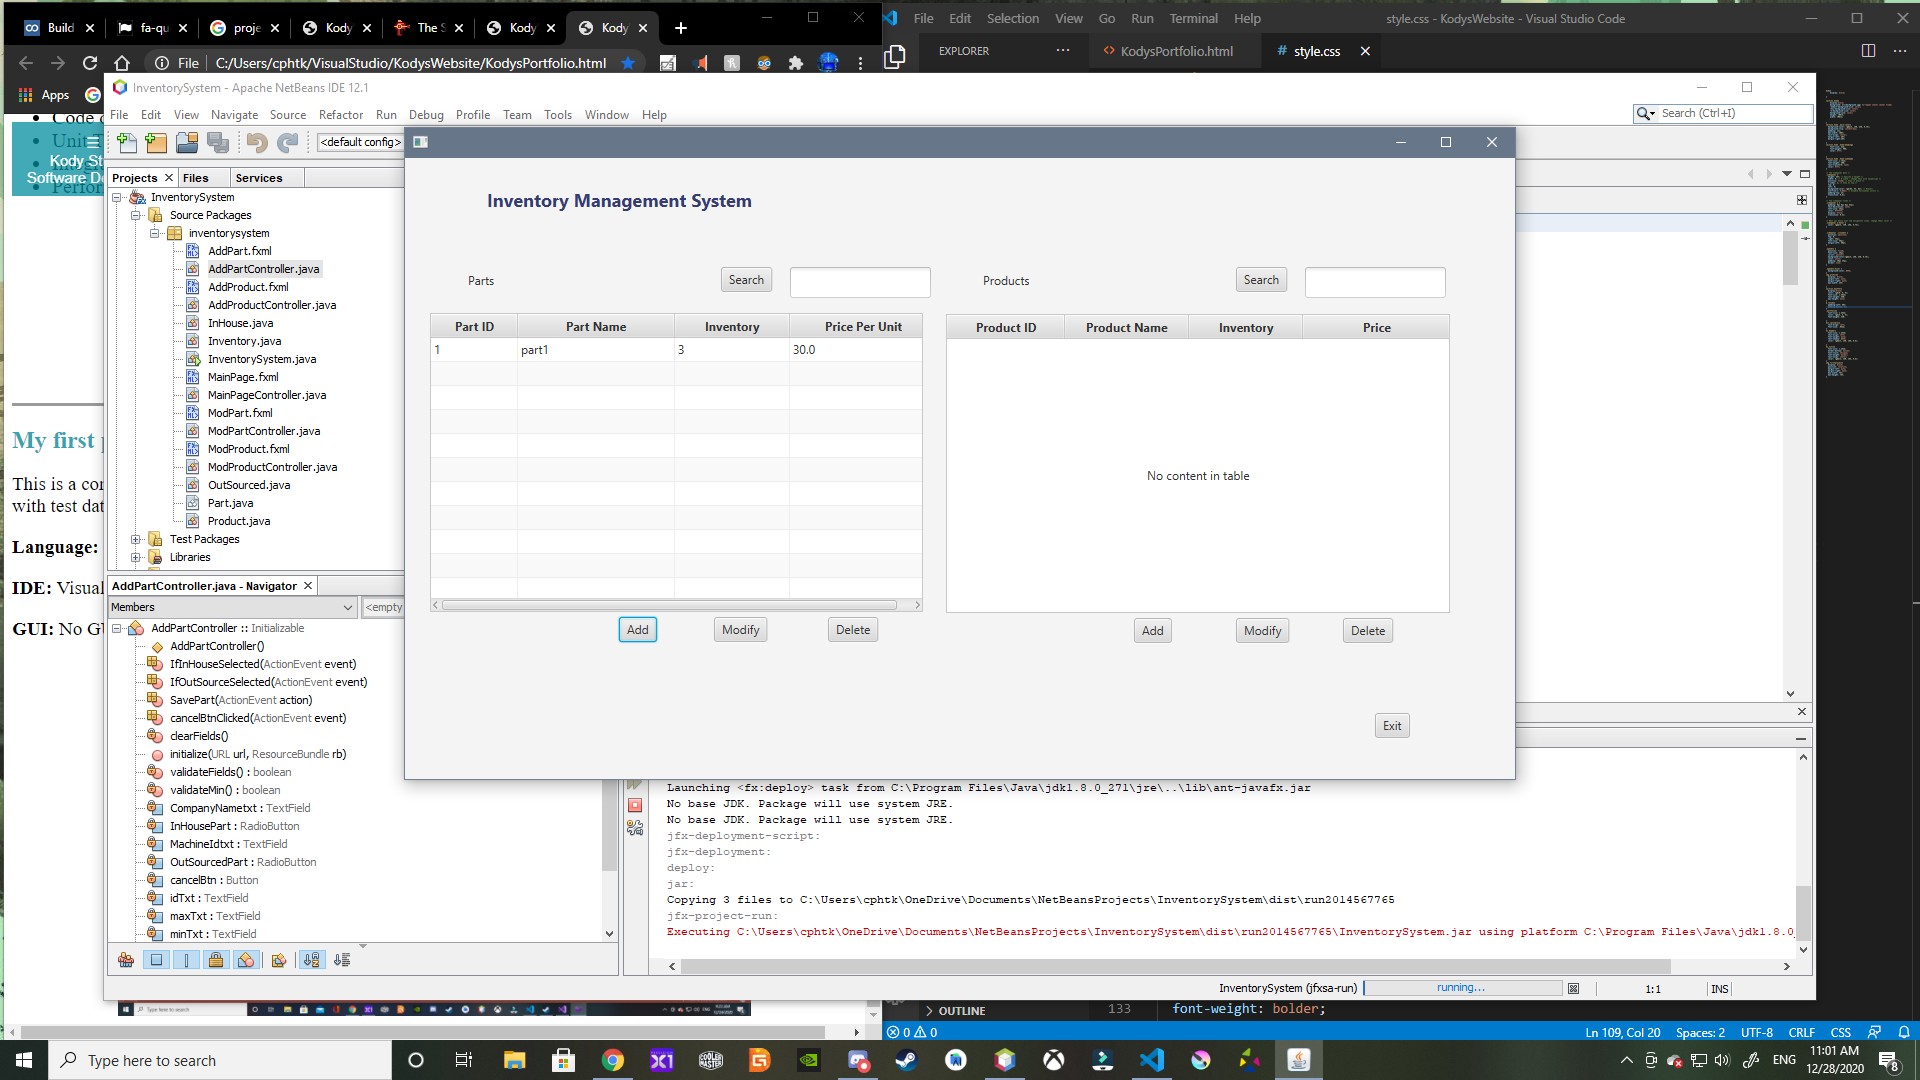 Build
fa-qu
proje
Kody
The S
Kody
Kody
File
C:/Users/cphtk/VisualStudio/KodysWebsite/KodysPortfolio.html
Apps
Code
Unit T
Kody St
Software De
Perfor
My first
This is a co
with test dat
Language:
IDE: Visual
GUI: No GU
File Edit Selection View Go Run Terminal Help
style.css - KodysWebsite - Visual Studio Code
EXPLORER
KodysPortfolio.html
style.css
InventorySystem - Apache NetBeans IDE 12.1
File Edit View Navigate Source Refactor Run Debug Profile Team Tools Window Help
Search (Ctrl+I)
<default config>
Projects Files Services
InventorySystem
Source Packages
inventorysystem
AddPart.fxml
AddPartController.java
AddProduct.fxml
AddProductController.java
InHouse.java
Inventory.java
InventorySystem.java
MainPage.fxml
MainPageController.java
ModPart.fxml
ModPartController.java
ModProduct.fxml
ModProductController.java
OutSourced.java
Part.java
Product.java
Test Packages
Libraries
AddPartController.java - Navigator
Members
<empty
AddPartController :: Initializable
AddPartController()
IfInHouseSelected(ActionEvent event)
IfOutSourceSelected(ActionEvent event)
SavePart(ActionEvent action)
cancelBtnClicked(ActionEvent event)
clearFields()
initialize(URL url, ResourceBundle rb)
validateFields() : boolean
validateMin() : boolean
CompanyNametxt : TextField
InHousePart : RadioButton
MachineIdtxt : TextField
OutSourcedPart : RadioButton
cancelBtn : Button
idTxt : TextField
maxTxt : TextField
minTxt : TextField
Inventory Management System
Parts
Search
Products
Search
Part ID Part Name Inventory Price Per Unit
1 part1 3 30.0
Product ID Product Name Inventory Price
No content in table
Add Modify Delete
Add Modify Delete
Exit
Launching <fx:deploy> task from C:\Program Files\Java\jdk1.8.0_271\jre\..\lib\ant-javafx.jar
No base JDK. Package will use system JRE.
No base JDK. Package will use system JRE.
jfx-deployment-script:
jfx-deployment:
deploy:
jar:
Copying 3 files to C:\Users\cphtk\OneDrive\Documents\NetBeansProjects\InventorySystem\dist\run2014567765
jfx-project-run:
Executing C:\Users\cphtk\OneDrive\Documents\NetBeansProjects\InventorySystem\dist\run2014567765\InventorySystem.jar using platform C:\Program Files\Java\jdk1.8.0_
InventorySystem (jfxsa-run)
running...
1:1
INS
OUTLINE
133
font-weight: bolder;
0 0
Ln 109, Col 20 Spaces: 2 UTF-8 CRLF CSS
Type here to search
ENG
11:01 AM
12/28/2020
8